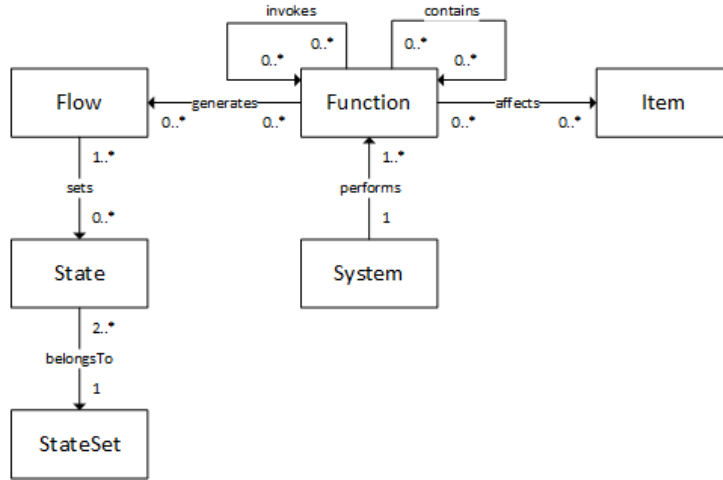 invokes
contains
0..*
0..*
0..*
0..*
Flow
generates
Function
affects
Item
0..*
0..*
0..*
0..*
1..*
1..*
sets
performs
0..*
1
State
System
2..*
belongsTo
1
StateSet